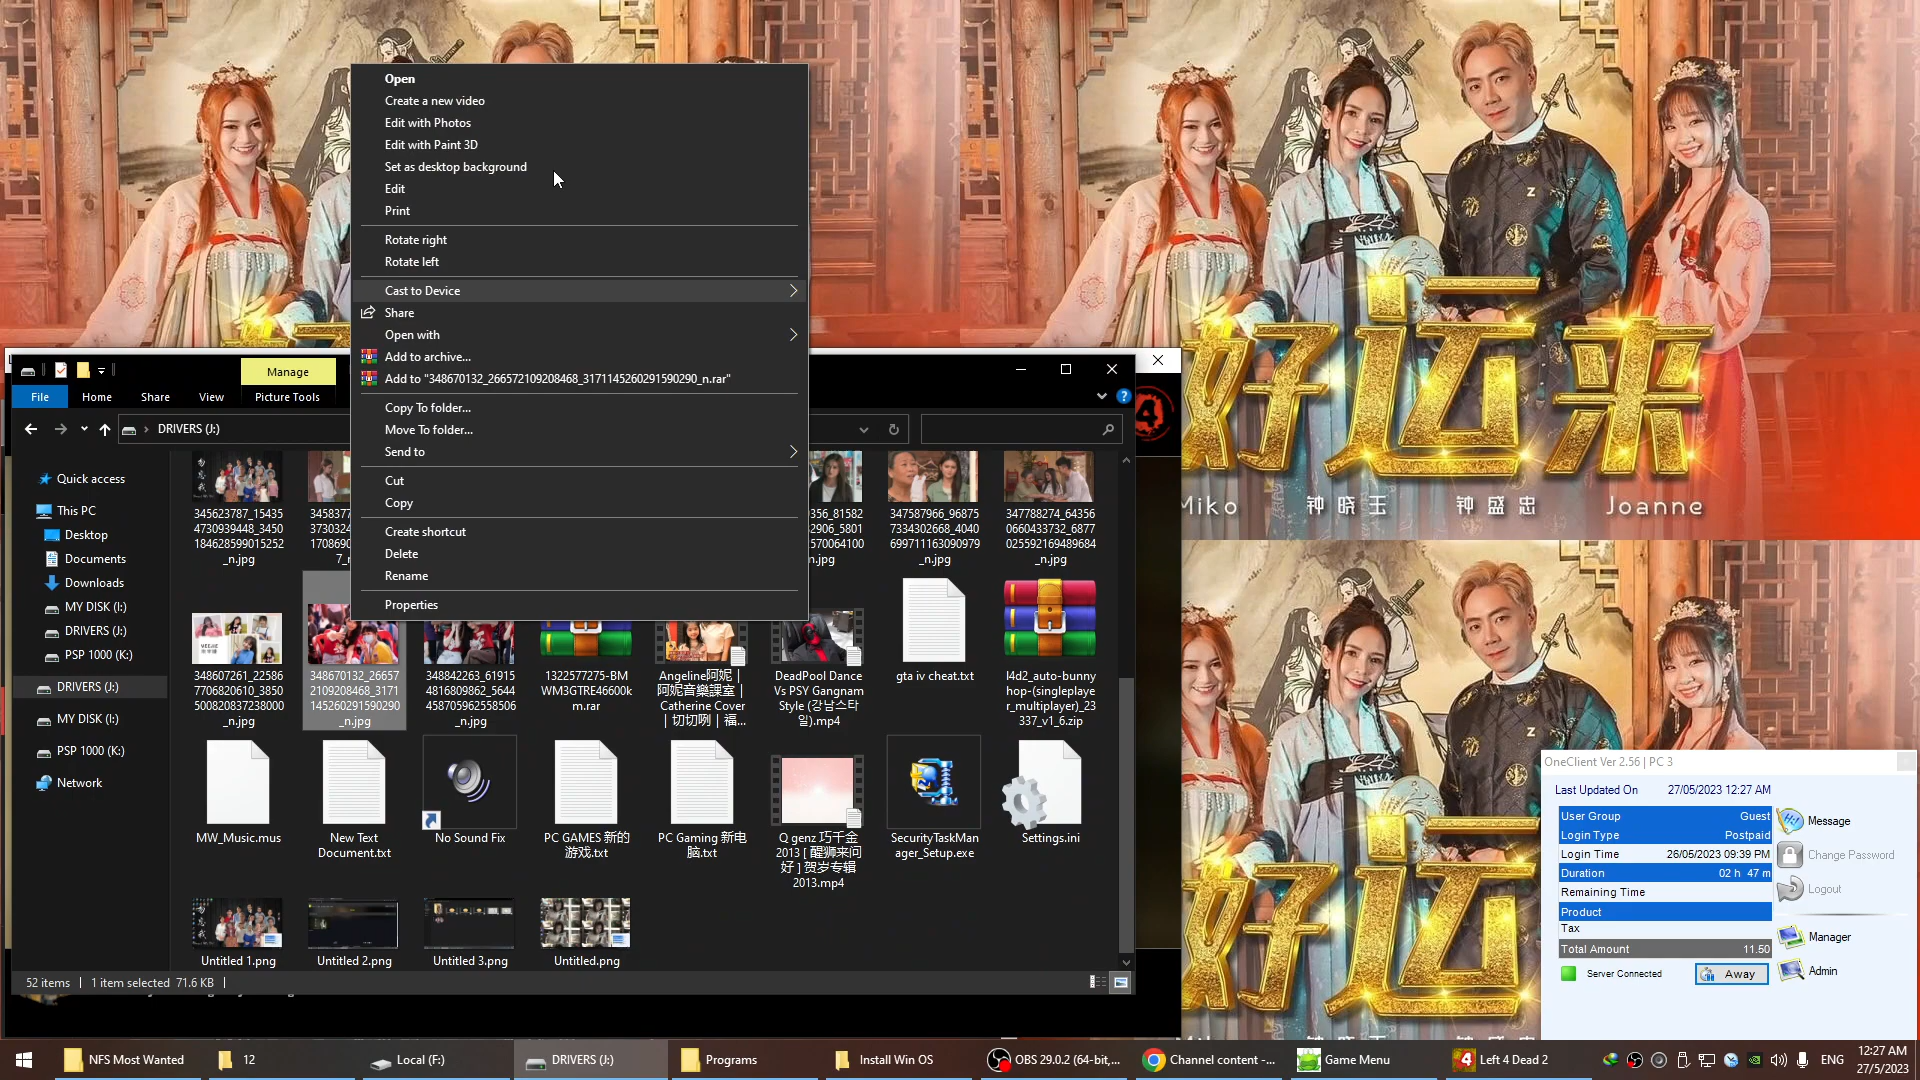 Open
Create a new video
Edit with Photos
Edit with Paint 3D
Set as desktop background
Edit
Print
Rotate right
Rotate left
Cast to Device
Share
Open with
Add to archive...
Add to "348670132_266572109208468_3171145260291590290_n.rar"
Copy To folder...
Move To folder...
Send to
Cut
Copy
Create shortcut
Delete
Rename
Properties
Manage
File
Home
Share
View
Picture Tools
DRIVERS (J:)
Quick access
This PC
Desktop
Documents
Downloads
MY DISK (I:)
DRIVERS (J:)
PSP 1000 (K:)
DRIVERS (J:)
MY DISK (I:)
PSP 1000 (K:)
Network
345623787_15435
4730939448_3450
184628599015252
_n.jpg
347587966_96875
7334302668_4040
699711163090979
_n.jpg
347788274_64356
0660433732_6877
025592169489684
_n.jpg
348607261_22586
7706820610_3850
500820837238000
_n.jpg
348670132_26657
2109208468_3171
145260291590290
_n.jpg
348842263_61915
4816809862_5644
458705962558506
_n.jpg
1322577275-BM
WM3GTRE46600k
m.rar
Angeline阿妮 |
阿妮音樂課室 |
Catherine Cover
| 切切咧 | 福...
DeadPool Dance
Vs PSY Gangnam
Style (강남스타
일).mp4
gta iv cheat.txt
l4d2_auto-bunny
hop-(singleplaye
r_multiplayer)_23
337_v1_6.zip
MW_Music.mus
New Text
Document.txt
No Sound Fix
PC GAMES 新的
游戏.txt
PC Gaming 新电
脑.txt
Q genz 巧千金
2013 [ 醒狮来问
好 ] 贺岁专辑
2013.mp4
SecurityTaskMan
ager_Setup.exe
Settings.ini
Untitled 1.png
Untitled 2.png
Untitled 3.png
Untitled.png
52 items
1 item selected 71.6 KB
好运来
Miko 钟晓玉 钟盛忠 Joanne
好
OneClient Ver 2.56 | PC 3
Last Updated On 27/05/2023 12:27 AM
User Group Guest
Login Type Postpaid
Login Time 26/05/2023 09:39 PM
Duration 02 h 47 m
Remaining Time
Product
Tax
Total Amount 11.50
Server Connected
Away
Message
Change Password
Logout
Manager
Admin
NFS Most Wanted
12
Local (F:)
DRIVERS (J:)
Programs
Install Win OS
OBS 29.0.2 (64-bit,...
Channel content -...
Game Menu
Left 4 Dead 2
ENG
12:27 AM
27/5/2023